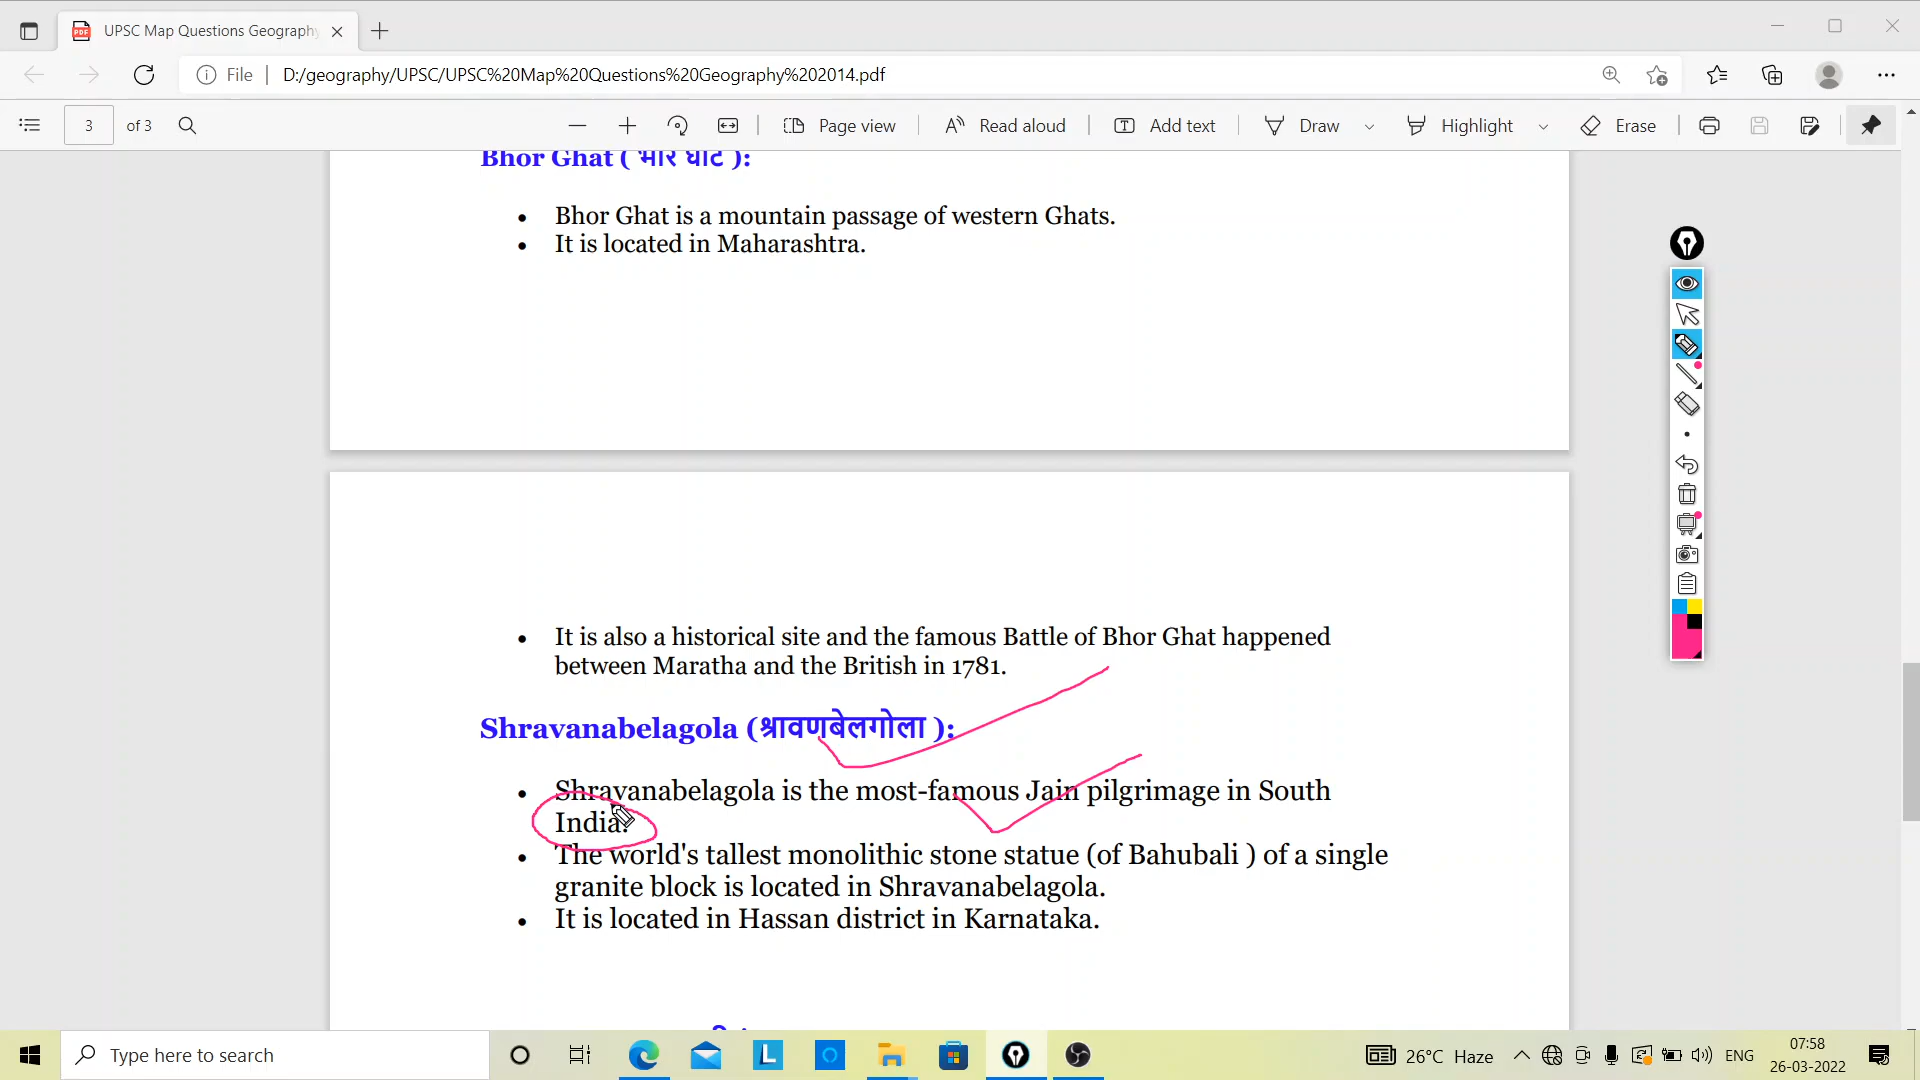 UPSC Map Questions Geography
File
D:/geography/UPSC/UPSC%20Map%20Questions%20Geography%202014.pdf
3 of 3
Page view
Read aloud
Add text
Draw
Highlight
Erase
Bhor Ghat ( भोर घाट ):
• Bhor Ghat is a mountain passage of western Ghats.
• It is located in Maharashtra.
• It is also a historical site and the famous Battle of Bhor Ghat happened
between Maratha and the British in 1781.
Shravanabelagola (श्रावणबेलगोला ):
• Shravanabelagola is the most-famous Jain pilgrimage in South
India.
• The world's tallest monolithic stone statue (of Bahubali ) of a single
granite block is located in Shravanabelagola.
• It is located in Hassan district in Karnataka.
Type here to search
26°C Haze
ENG
07:58
26-03-2022